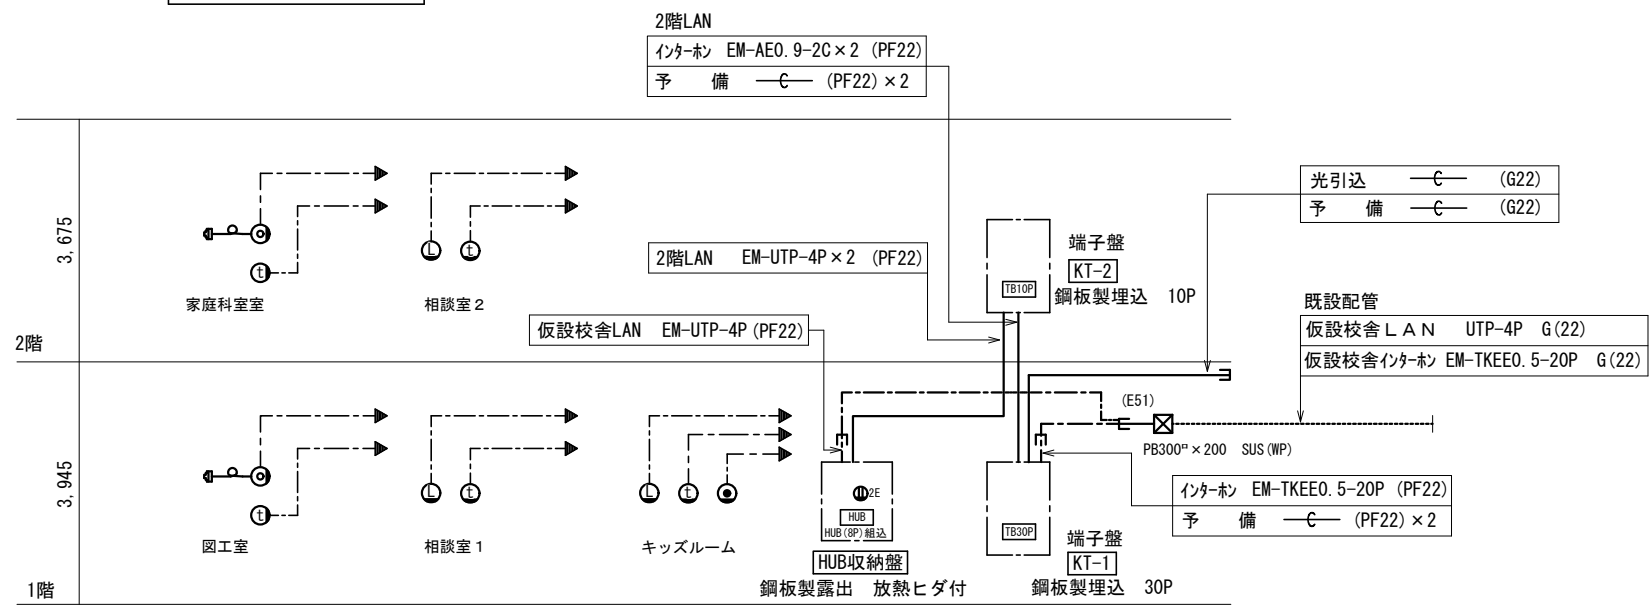 2階LAN
インターホン EM-AE0.9-2C×2 (PF22)
予 備 C (PF22)×2
光引込 C (G22)
予 備 C (G22)
3,675
L
t
t
家庭科室室
相談室2
2階LAN EM-UTP-4P×2 (PF22)
TB10P
端子盤
KT-2
鋼板製埋込 10P
仮設校舎LAN EM-UTP-4P (PF22)
既設配管
仮設校舎LAN UTP-4P G(22)
仮設校舎インターホン EM-TKEE0.5-20P G(22)
2階
3,945
(E51)
PB300□×200 SUS(WP)
L
t
L
t
t
図工室
相談室1
キッズルーム
2E
HUB
HUB(8P)組込
HUB収納盤
鋼板製露出 放熱ヒダ付
TB30P
端子盤
KT-1
鋼板製埋込 30P
インターホン EM-TKEE0.5-20P (PF22)
予 備 C (PF22)×2
1階